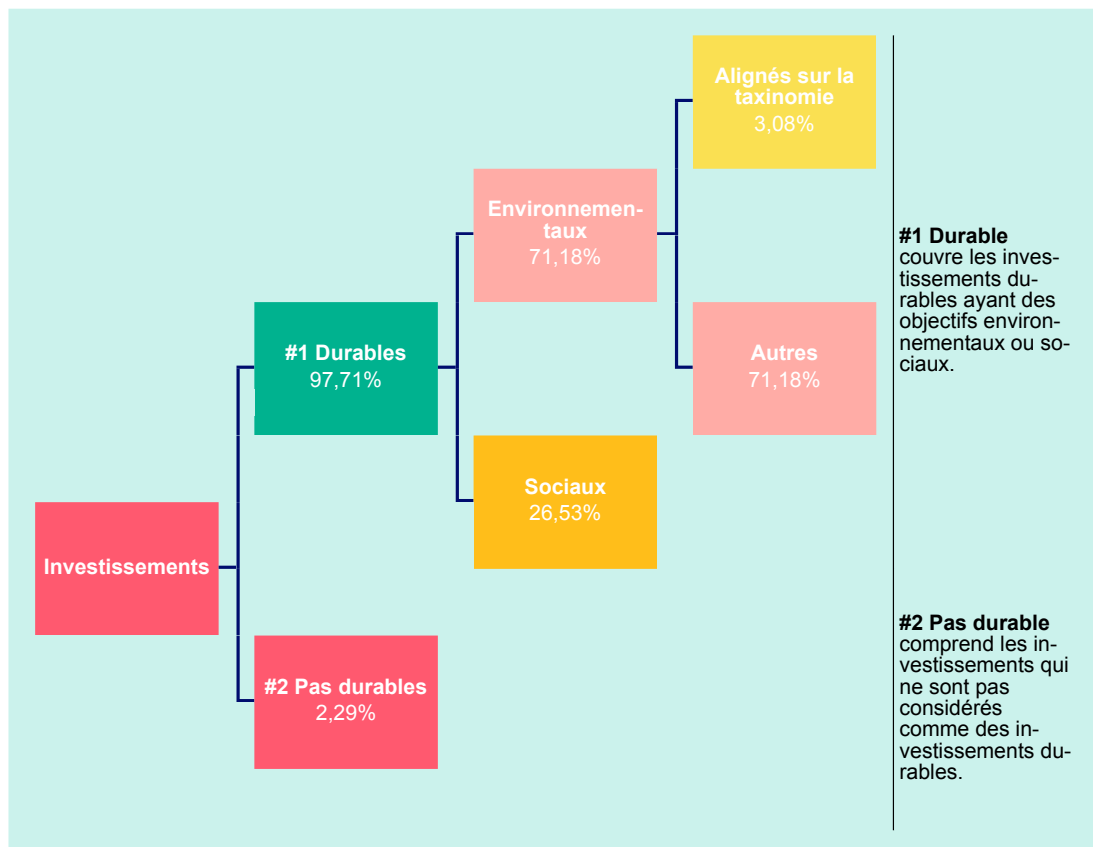 Alignés sur la
taxinomie
3,08%
Environnemen-
taux
71,18%
#1 Durables
97,71%
Autres
71,18%
Sociaux
26,53%
Investissements
#2 Pas durables
2,29%
#1 Durable
couvre les inves-
tissements du-
rables ayant des
objectifs environ-
nementaux ou so-
ciaux.
#2 Pas durable
comprend les in-
vestissements qui
ne sont pas
considérés
comme des in-
vestissements du-
rables.